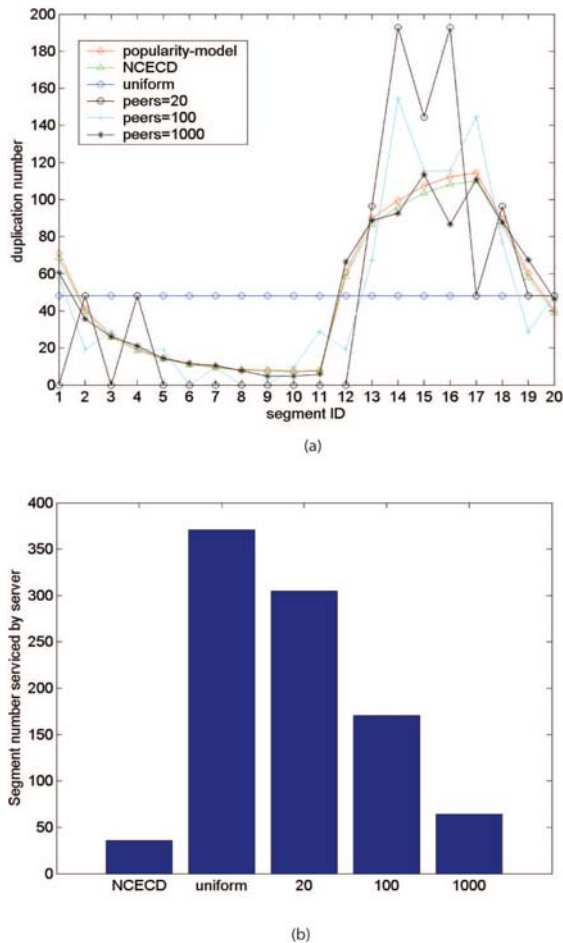 200
180
160
140
120
100
80
60
40
20
0
duplication number
popularity-model
NCECD
uniform
peers=20
peers=100
peers=1000
1 2 3 4 5 6 7 8 9 10 11 12 13 14 15 16 17 18 19 20
segment ID
(a)
400
350
300
250
200
150
100
50
0
Segment number serviced by server
NCECD uniform 20 100 1000
(b)